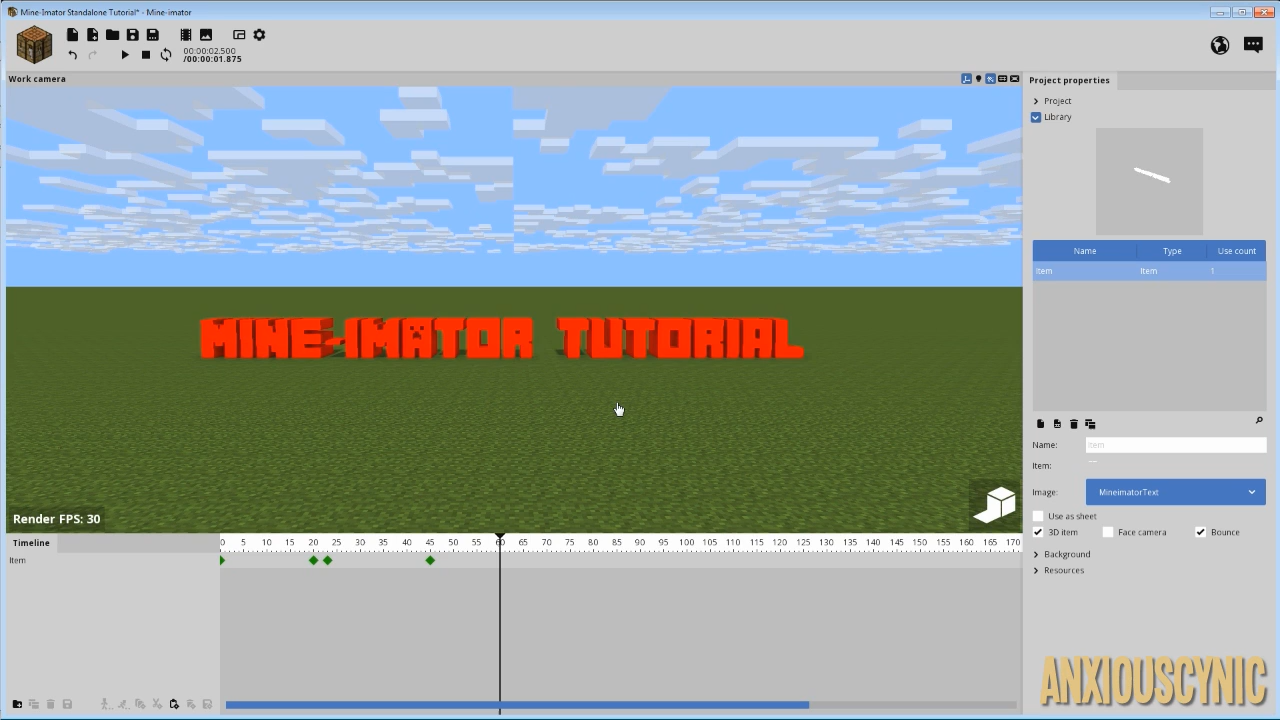 Mine-Imator Standalone Tutorial* - Mine-imator
00:00:02.500
/00:00:01.875
Work camera
Project properties
Project
Library
Name Type Use count
Item Item 1
MINE-IMATOR TUTORIAL
Name: Item
Item:
Image: MineimatorText
Use as sheet
3D item Face camera Bounce
Background
Resources
Render FPS: 30
Timeline 0 5 10 15 20 25 30 35 40 45 50 55 60 65 70 75 80 85 90 95 100 105 110 115 120 125 130 135 140 145 150 155 160 165 170
Item
ANXIOUSCYNIC